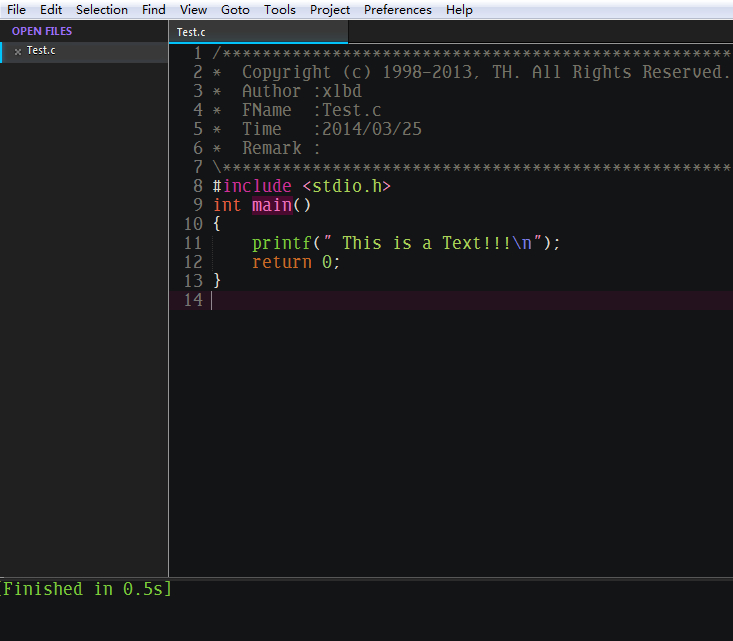 File Edit Selection Find View Goto Tools Project Preferences Help
OPEN FILES
Test.c
Test.c
1 /***************************************************
2 *  Copyright (c) 1998-2013, TH. All Rights Reserved.
3 *  Author :xlbd
4 *  FName  :Test.c
5 *  Time   :2014/03/25
6 *  Remark :
7 \***************************************************
8 #include <stdio.h>
9 int main()
10 {
11     printf(" This is a Text!!!\n");
12     return 0;
13 }
14
[Finished in 0.5s]